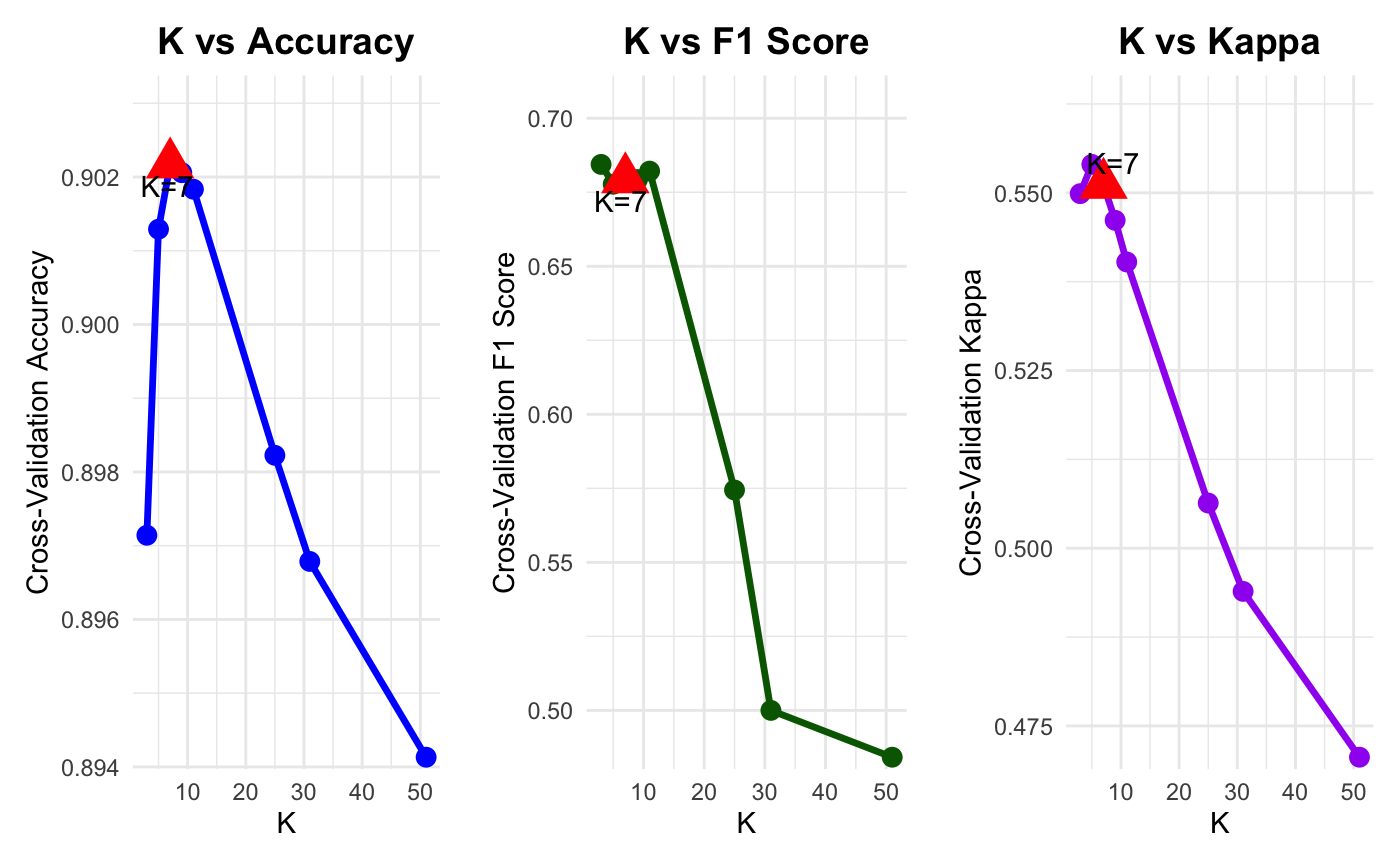 K vs Accuracy
Cross-Validation Accuracy
0.902
0.900
0.898
0.896
0.894
K=7
10 20 30 40 50
K
K vs F1 Score
Cross-Validation F1 Score
0.70
0.65
0.60
0.55
0.50
K=7
10 20 30 40 50
K
K vs Kappa
Cross-Validation Kappa
0.550
0.525
0.500
0.475
K=7
10 20 30 40 50
K